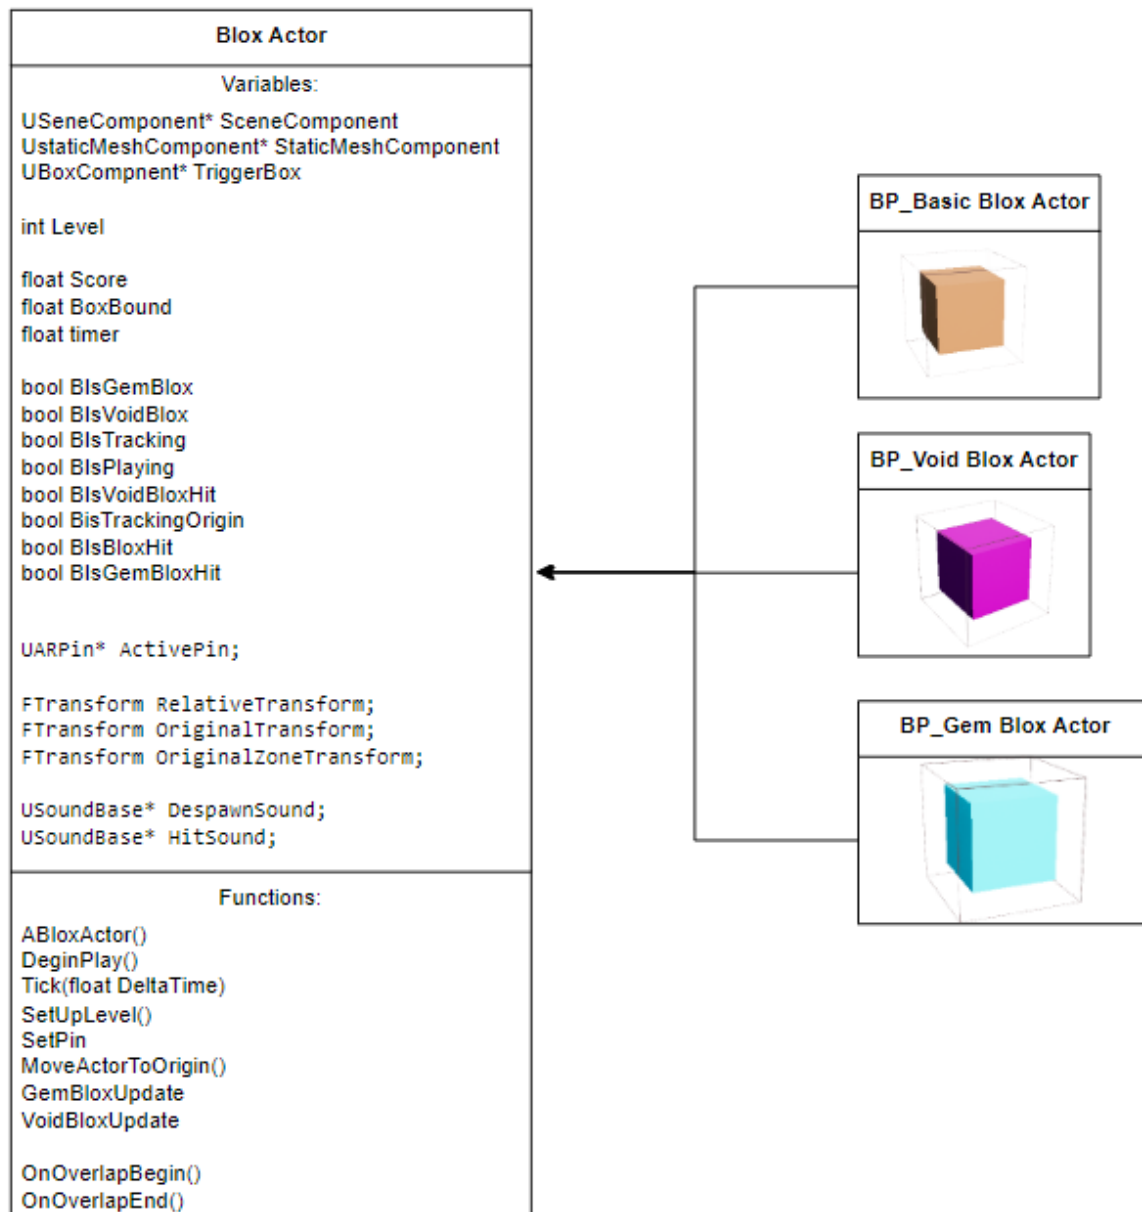 Blox Actor
Variables:
USeneComponent* SceneComponent
UstaticMeshComponent* StaticMeshComponent
UBoxCompnent* TriggerBox
int Level
float Score
float BoxBound
float timer
bool BIsGemBlox
bool BIsVoidBlox
bool BIsTracking
bool BIsPlaying
bool BIsVoidBloxHit
bool BisTrackingOrigin
bool BIsBloxHit
bool BIsGemBloxHit
UARPin* ActivePin;
FTransform RelativeTransform;
FTransform OriginalTransform;
FTransform OriginalZoneTransform;
USoundBase* DespawnSound;
USoundBase* HitSound;
Functions:
ABloxActor()
DeginPlay()
Tick(float DeltaTime)
SetUpLevel()
SetPin
MoveActorToOrigin()
GemBloxUpdate
VoidBloxUpdate
OnOverlapBegin()
OnOverlapEnd()
BP_Basic Blox Actor
BP_Void Blox Actor
BP_Gem Blox Actor